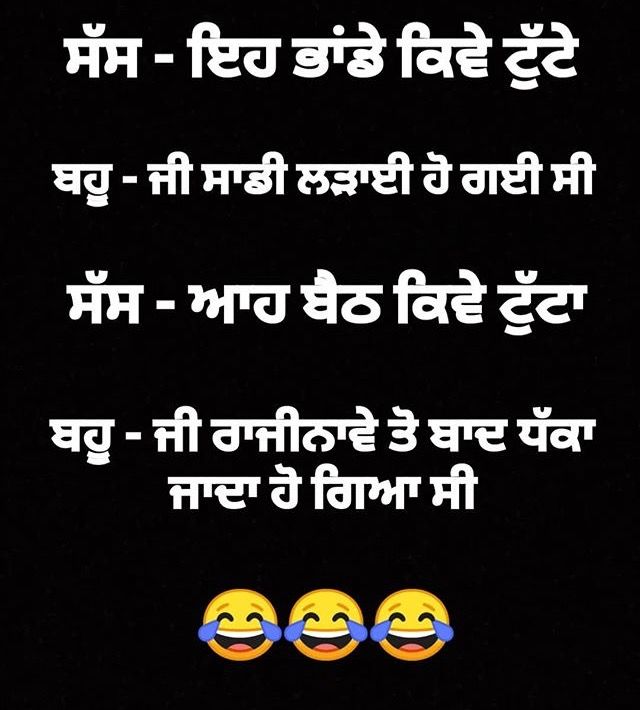 ਸੱਸ - ਇਹ ਭਾਂਡੇ ਕਿਵੇ ਟੁੱਟੇ
ਬਹੂ - ਜੀ ਸਾਡੀ ਲੜਾਈ ਹੋ ਗਈ ਸੀ
ਸੱਸ - ਆਹ ਬੈਠ ਕਿਵੇ ਟੁੱਟਾ
ਬਹੂ - ਜੀ ਰਾਜੀਨਾਵੇ ਤੋ ਬਾਦ ਧੱਕਾ
ਜਾਦਾ ਹੋ ਗਿਆ ਸੀ
😂😂😂